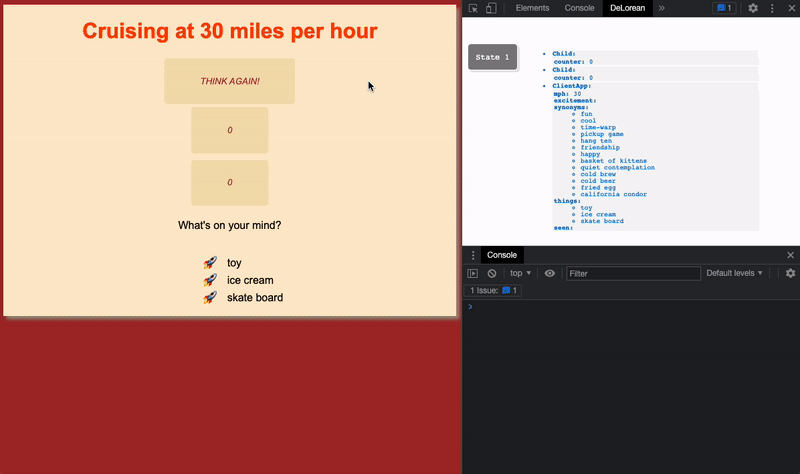 Cruising at 30 miles per hour
THINK AGAIN!
0
0
What's on your mind?
toy
ice cream
skate board
Elements Console DeLorean » 1
State 1
Child:
counter: 0
Child:
counter: 0
ClientApp:
mph: 30
excitement:
synonyms:
fun
cool
time-warp
pickup game
hang ten
friendship
happy
basket of kittens
quiet contemplation
cold brew
cold beer
fried egg
california condor
things:
toy
ice cream
skate board
seen:
Console
top Filter Default levels
1 Issue: 1